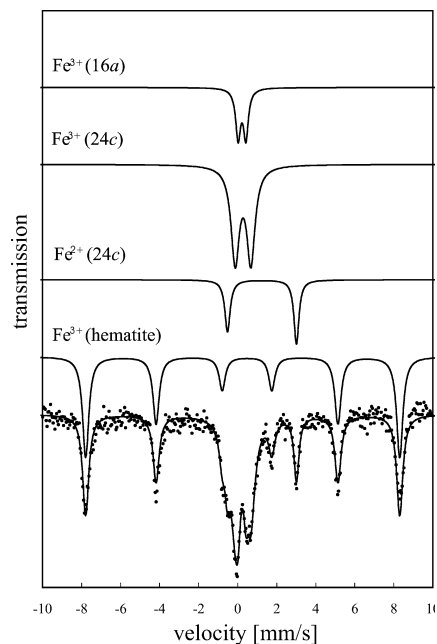 Fe³⁺(16a)
Fe³⁺(24c)
Fe²⁺(24c)
Fe³⁺(hematite)
transmission
-10 -8 -6 -4 -2 0 2 4 6 8 10
velocity [mm/s]